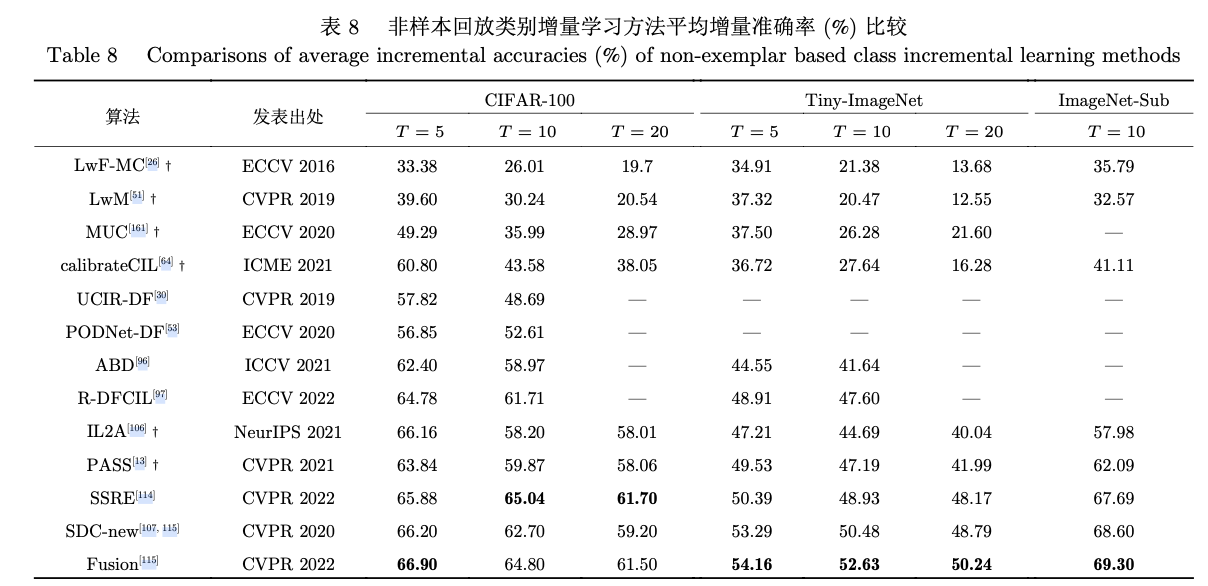 表 8 非样本回放类别增量学习方法平均增量准确率 (%) 比较
Table 8 Comparisons of average incremental accuracies (%) of non-exemplar based class incremental learning methods
算法 发表出处 CIFAR-100 Tiny-ImageNet ImageNet-Sub
T = 5 T = 10 T = 20 T = 5 T = 10 T = 20 T = 10
LwF-MC[26] † ECCV 2016 33.38 26.01 19.7 34.91 21.38 13.68 35.79
LwM[51] † CVPR 2019 39.60 30.24 20.54 37.32 20.47 12.55 32.57
MUC[161] † ECCV 2020 49.29 35.99 28.97 37.50 26.28 21.60 —
calibrateCIL[64] † ICME 2021 60.80 43.58 38.05 36.72 27.64 16.28 41.11
UCIR-DF[30] CVPR 2019 57.82 48.69 — — — — —
PODNet-DF[53] ECCV 2020 56.85 52.61 — — — — —
ABD[96] ICCV 2021 62.40 58.97 — 44.55 41.64 — —
R-DFCIL[97] ECCV 2022 64.78 61.71 — 48.91 47.60 — —
IL2A[106] † NeurIPS 2021 66.16 58.20 58.01 47.21 44.69 40.04 57.98
PASS[13] † CVPR 2021 63.84 59.87 58.06 49.53 47.19 41.99 62.09
SSRE[114] CVPR 2022 65.88 65.04 61.70 50.39 48.93 48.17 67.69
SDC-new[107, 115] CVPR 2020 66.20 62.70 59.20 53.29 50.48 48.79 68.60
Fusion[115] CVPR 2022 66.90 64.80 61.50 54.16 52.63 50.24 69.30